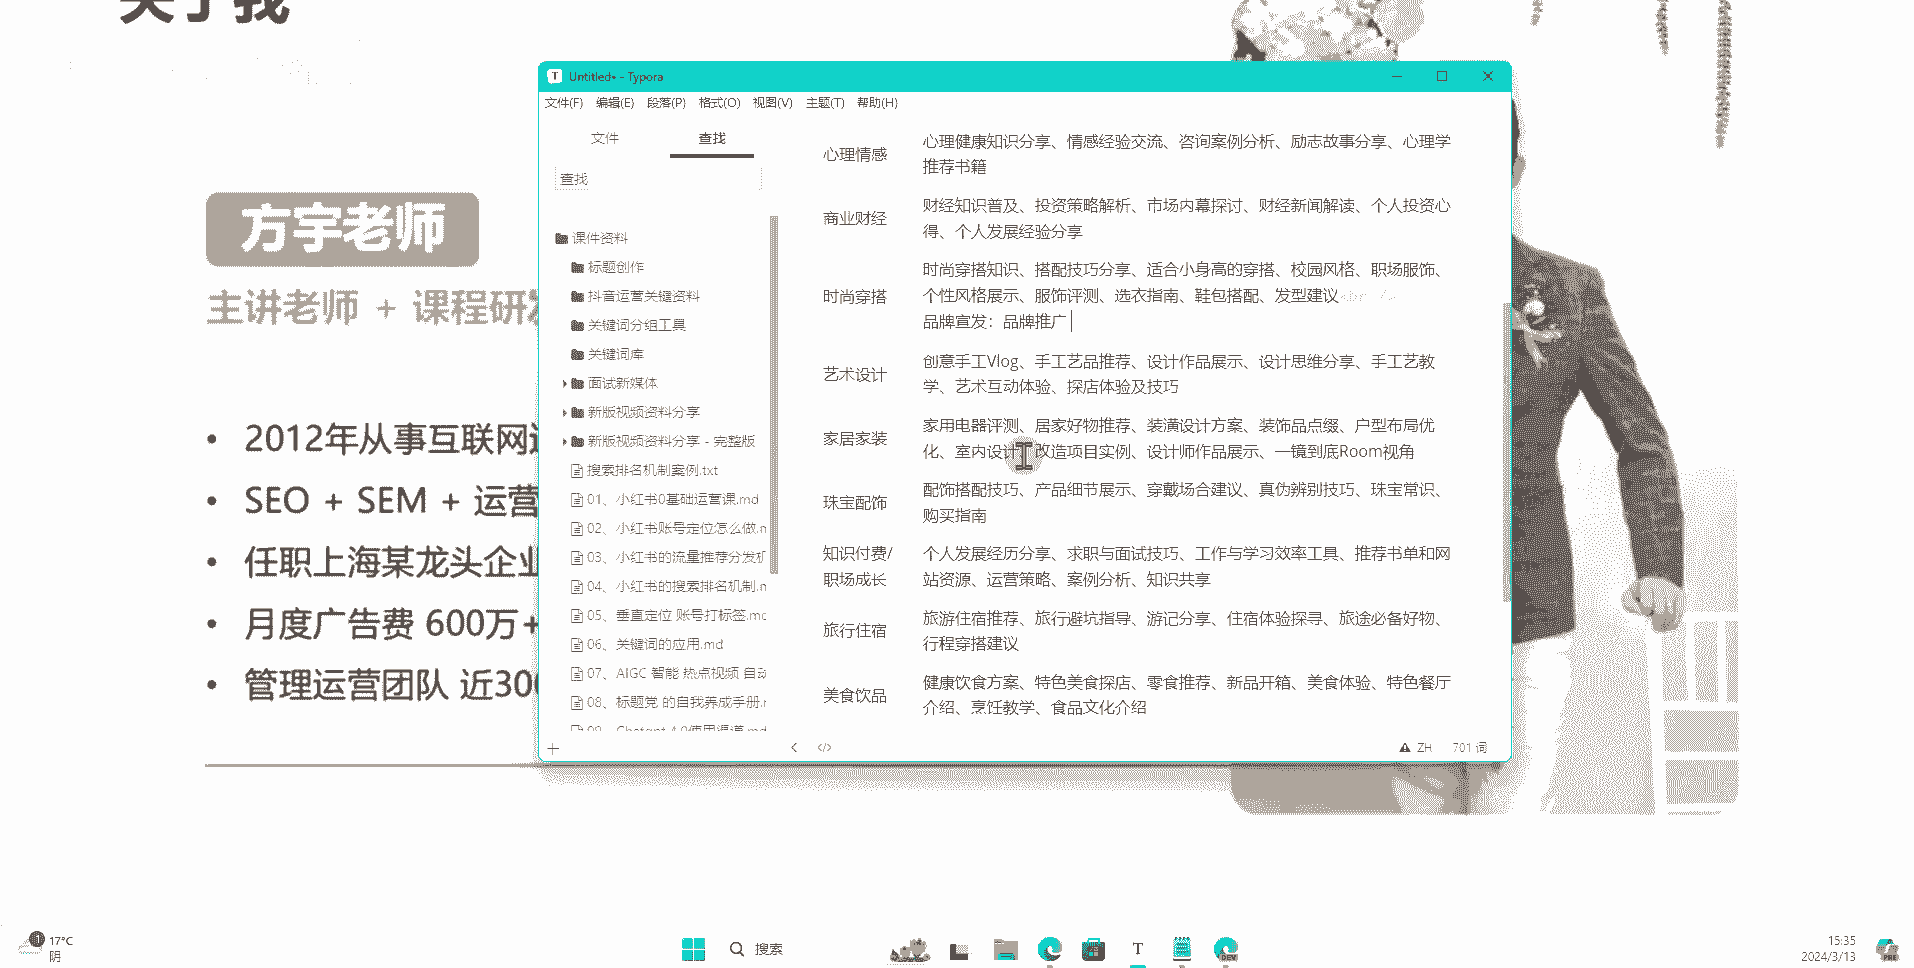 关于我
方宇老师
主讲老师 + 课程研发
• 2012年从事互联网
• SEO + SEM + 运营
• 任职上海某龙头企业
• 月度广告费 600万+
• 管理运营团队 近30
Untitled• - Typora
文件(F) 编辑(E) 段落(P) 格式(O) 视图(V) 主题(T) 帮助(H)
文件 查找
查找
课件资料
标题创作
抖音运营关键资料
关键词分组工具
关键词库
面试新媒体
新版视频资料分享
新版视频资料分享 - 完整版
搜索排名机制案例.txt
01、小红书0基础运营课.md
02、小红书账号定位怎么做.m
03、小红书的流量推荐分发机
04、小红书的搜索排名机制.m
05、垂直定位 账号打标签.md
06、关键词的应用.md
07、AIGC 智能 热点视频 自动
08、标题党 的自我养成手册.m
09、Chatgpt 4.0使用渠道.md
心理情感
心理健康知识分享、情感经验交流、咨询案例分析、励志故事分享、心理学
推荐书籍
商业财经
财经知识普及、投资策略解析、市场内幕探讨、财经新闻解读、个人投资心
得、个人发展经验分享
时尚穿搭
时尚穿搭知识、搭配技巧分享、适合小身高的穿搭、校园风格、职场服饰、
个性风格展示、服饰评测、选衣指南、鞋包搭配、发型建议<br />
品牌宣发：品牌推广
艺术设计
创意手工Vlog、手工艺品推荐、设计作品展示、设计思维分享、手工艺教
学、艺术互动体验、探店体验及技巧
家居家装
家用电器评测、居家好物推荐、装潢设计方案、装饰品点缀、户型布局优
化、室内设计、改造项目实例、设计师作品展示、一镜到底Room视角
珠宝配饰
配饰搭配技巧、产品细节展示、穿戴场合建议、真伪辨别技巧、珠宝常识、
购买指南
知识付费/
职场成长
个人发展经历分享、求职与面试技巧、工作与学习效率工具、推荐书单和网
站资源、运营策略、案例分析、知识共享
旅行住宿
旅游住宿推荐、旅行避坑指导、游记分享、住宿体验探寻、旅途必备好物、
行程穿搭建议
美食饮品
健康饮食方案、特色美食探店、零食推荐、新品开箱、美食体验、特色餐厅
介绍、烹饪教学、食品文化介绍
</> ZH 701 词
1 17°C
阴
搜索
T
DEV
15:35
2024/3/13
PRE